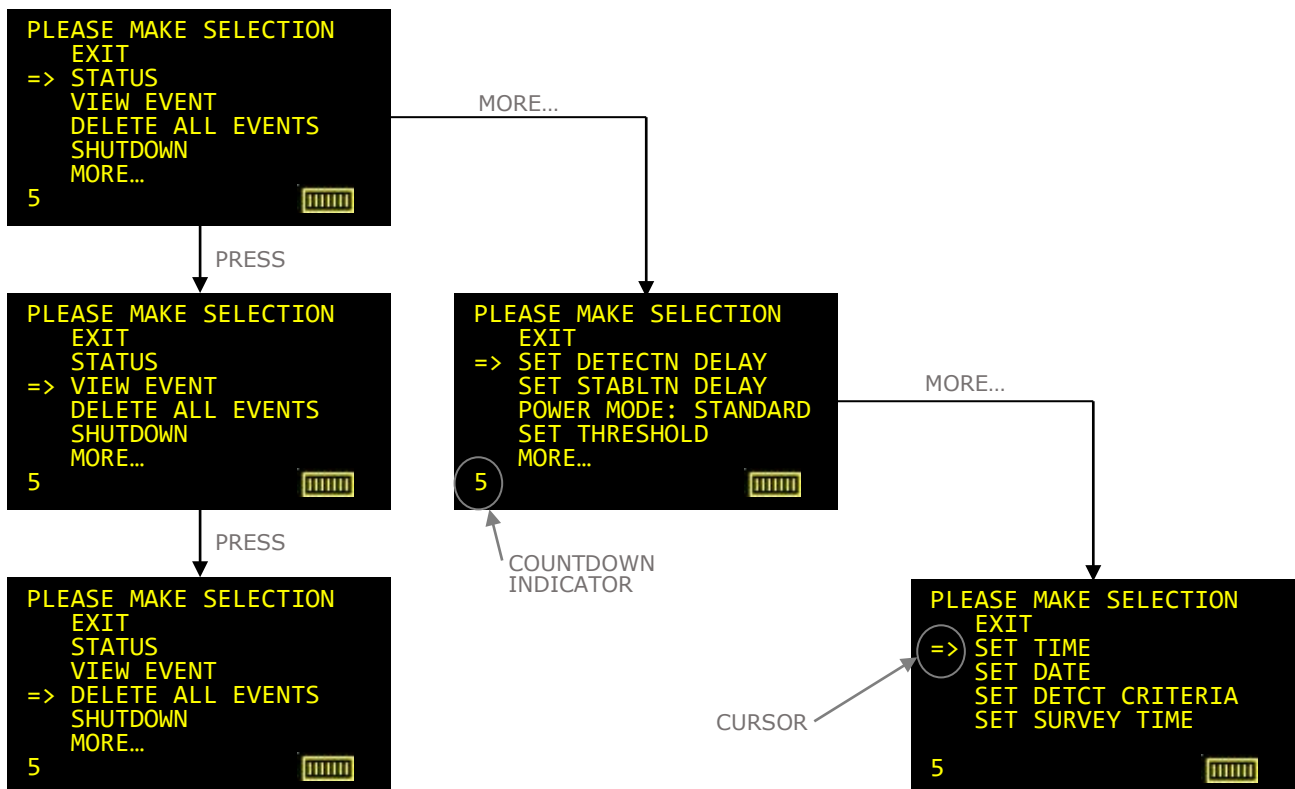 PLEASE MAKE SELECTION
EXIT
=> STATUS
VIEW EVENT
DELETE ALL EVENTS
SHUTDOWN
MORE…
5
MORE…
PRESS
PLEASE MAKE SELECTION
EXIT
STATUS
=> VIEW EVENT
DELETE ALL EVENTS
SHUTDOWN
MORE…
5
PLEASE MAKE SELECTION
EXIT
=> SET DETECTN DELAY
SET STABLTN DELAY
POWER MODE: STANDARD
SET THRESHOLD
MORE…
5
MORE…
PRESS
COUNTDOWN
INDICATOR
PLEASE MAKE SELECTION
EXIT
STATUS
VIEW EVENT
=> DELETE ALL EVENTS
SHUTDOWN
MORE…
5
PLEASE MAKE SELECTION
EXIT
=> SET TIME
SET DATE
SET DETCT CRITERIA
SET SURVEY TIME
5
CURSOR